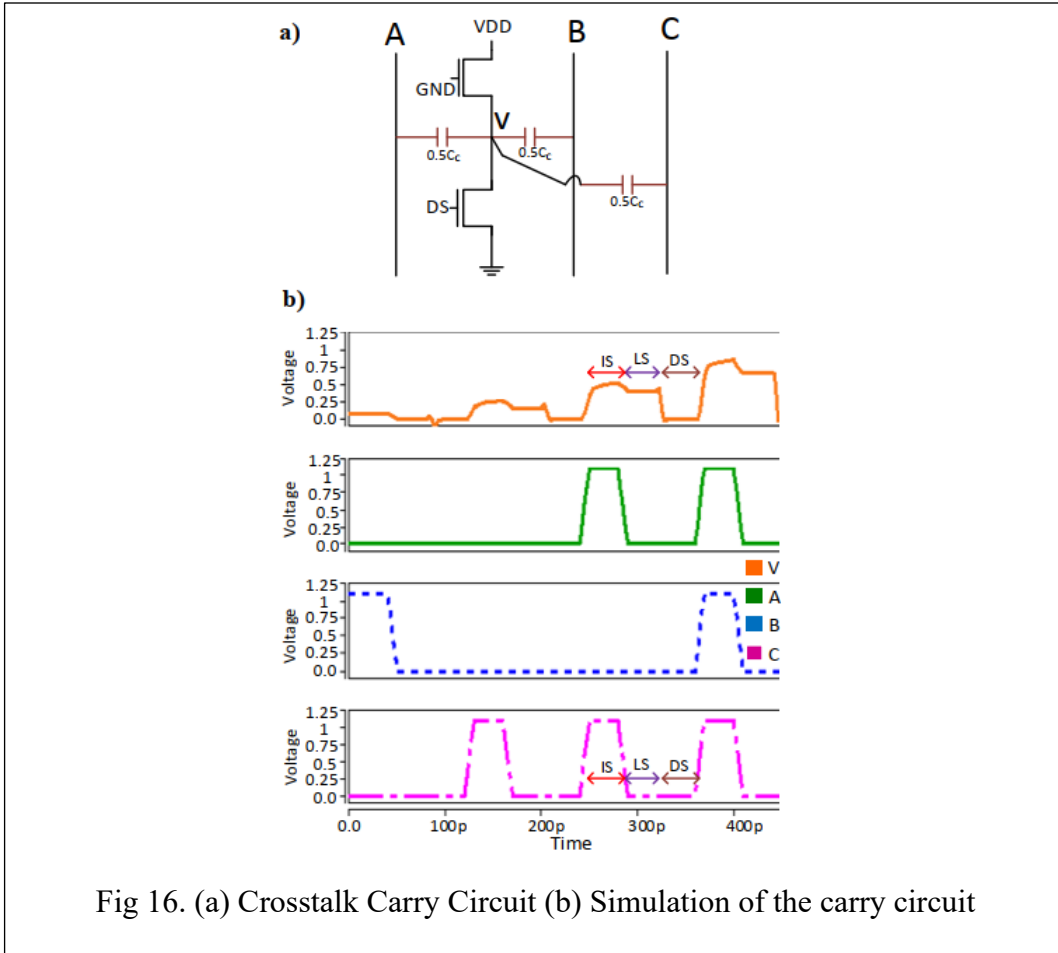 a)
A
VDD
B
C
GND
V
0.5Cc
0.5Cc
0.5Cc
DS
b)
1.25
1
0.75
0.5
0.25
0.0
Voltage
IS
LS
DS
1.25
1
0.75
0.5
0.25
0.0
Voltage
V
A
B
C
1.25
1
0.75
0.5
0.25
0.0
Voltage
1.25
1
0.75
0.5
0.25
0.0
Voltage
IS
LS
DS
0.0 100p 200p 300p 400p
Time
Fig 16. (a) Crosstalk Carry Circuit (b) Simulation of the carry circuit